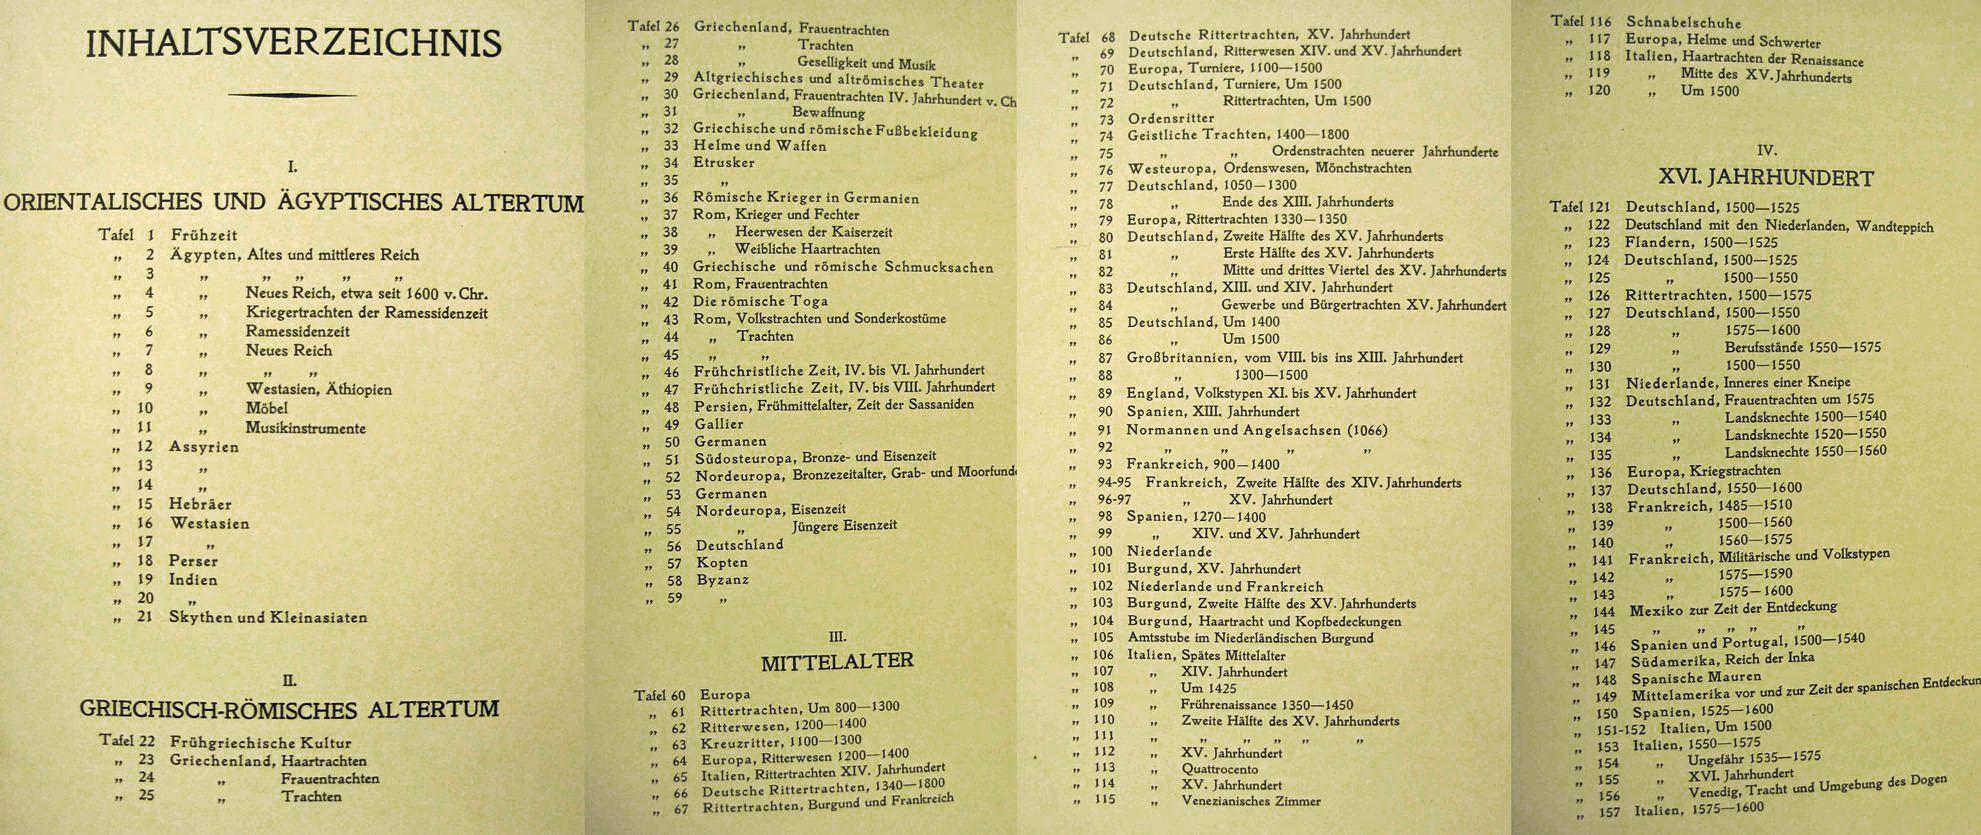 INHALTSVERZEICHNIS
I.
ORIENTALISCHES UND ÄGYPTISCHES ALTERTUM
Tafel 1 Frühzeit
„ 2 Ägypten, Altes und mittleres Reich
„ 3 „ „ „ „ „
„ 4 „ Neues Reich, etwa seit 1600 v. Chr.
„ 5 „ Kriegertrachten der Ramessidenzeit
„ 6 „ Ramessidenzeit
„ 7 „ Neues Reich
„ 8 „ „ „
„ 9 „ Westasien, Äthiopien
„ 10 „ Möbel
„ 11 „ Musikinstrumente
„ 12 Assyrien
„ 13 „
„ 14 „
„ 15 Hebräer
„ 16 Westasien
„ 17 „
„ 18 Perser
„ 19 Indien
„ 20 „
„ 21 Skythen und Kleinasiaten
II.
GRIECHISCH-RÖMISCHES ALTERTUM
Tafel 22 Frühgriechische Kultur
„ 23 Griechenland, Haartrachten
„ 24 „ Frauentrachten
„ 25 „ Trachten
Tafel 26 Griechenland, Frauentrachten
„ 27 „ Trachten
„ 28 „ Geselligkeit und Musik
„ 29 Altgriechisches und altrömisches Theater
„ 30 Griechenland, Frauentrachten IV. Jahrhundert v. Ch
„ 31 „ Bewaffnung
„ 32 Griechische und römische Fußbekleidung
„ 33 Helme und Waffen
„ 34 Etrusker
„ 35 „
„ 36 Römische Krieger in Germanien
„ 37 Rom, Krieger und Fechter
„ 38 „ Heerwesen der Kaiserzeit
„ 39 „ Weibliche Haartrachten
„ 40 Griechische und römische Schmucksachen
„ 41 Rom, Frauentrachten
„ 42 Die römische Toga
„ 43 Rom, Volkstrachten und Sonderkostüme
„ 44 „ Trachten
„ 45 „ „
„ 46 Frühchristliche Zeit, IV. bis VI. Jahrhundert
„ 47 Frühchristliche Zeit, IV. bis VIII. Jahrhundert
„ 48 Persien, Frühmittelalter, Zeit der Sassaniden
„ 49 Gallier
„ 50 Germanen
„ 51 Südosteuropa, Bronze- und Eisenzeit
„ 52 Nordeuropa, Bronzezeitalter, Grab- und Moorfunde
„ 53 Germanen
„ 54 Nordeuropa, Eisenzeit
„ 55 „ Jüngere Eisenzeit
„ 56 Deutschland
„ 57 Kopten
„ 58 Byzanz
„ 59 „
III.
MITTELALTER
Tafel 60 Europa
„ 61 Rittertrachten, Um 800—1300
„ 62 Ritterwesen, 1200—1400
„ 63 Kreuzritter, 1100—1300
„ 64 Europa, Ritterwesen 1200—1400
„ 65 Italien, Rittertrachten XIV. Jahrhundert
„ 66 Deutsche Rittertrachten, 1340—1800
„ 67 Rittertrachten, Burgund und Frankreich
Tafel 68 Deutsche Rittertrachten, XV. Jahrhundert
„ 69 Deutschland, Ritterwesen XIV. und XV. Jahrhundert
„ 70 Europa, Turniere, 1100—1500
„ 71 Deutschland, Turniere, Um 1500
„ 72 „ Rittertrachten, Um 1500
„ 73 Ordensritter
„ 74 Geistliche Trachten, 1400—1800
„ 75 „ „ Ordenstrachten neuerer Jahrhunderte
„ 76 Westeuropa, Ordenswesen, Mönchstrachten
„ 77 Deutschland, 1050—1300
„ 78 „ Ende des XIII. Jahrhunderts
„ 79 Europa, Rittertrachten 1330—1350
„ 80 Deutschland, Zweite Hälfte des XV. Jahrhunderts
„ 81 „ Erste Hälfte des XV. Jahrhunderts
„ 82 „ Mitte und drittes Viertel des XV. Jahrhunderts
„ 83 Deutschland, XIII. und XIV. Jahrhundert
„ 84 „ Gewerbe und Bürgertrachten XV. Jahrhundert
„ 85 Deutschland, Um 1400
„ 86 „ Um 1500
„ 87 Großbritannien, vom VIII. bis ins XIII. Jahrhundert
„ 88 „ 1300—1500
„ 89 England, Volkstypen XI. bis XV. Jahrhundert
„ 90 Spanien, XIII. Jahrhundert
„ 91 Normannen und Angelsachsen (1066)
„ 92 „ „ „ „
„ 93 Frankreich, 900—1400
„ 94-95 Frankreich, Zweite Hälfte des XIV. Jahrhunderts
„ 96-97 „ XV. Jahrhundert
„ 98 Spanien, 1270—1400
„ 99 „ XIV. und XV. Jahrhundert
„ 100 Niederlande
„ 101 Burgund, XV. Jahrhundert
„ 102 Niederlande und Frankreich
„ 103 Burgund, Zweite Hälfte des XV. Jahrhunderts
„ 104 Burgund, Haartracht und Kopfbedeckungen
„ 105 Amtsstube im Niederländischen Burgund
„ 106 Italien, Spätes Mittelalter
„ 107 „ XIV. Jahrhundert
„ 108 „ Um 1425
„ 109 „ Frührenaissance 1350—1450
„ 110 „ Zweite Hälfte des XV. Jahrhunderts
„ 111 „ „ „ „ „ „
„ 112 „ XV. Jahrhundert
„ 113 „ Quattrocento
„ 114 „ XV. Jahrhundert
„ 115 „ Venezianisches Zimmer
Tafel 116 Schnabelschuhe
„ 117 Europa, Helme und Schwerter
„ 118 Italien, Haartrachten der Renaissance
„ 119 „ Mitte des XV. Jahrhunderts
„ 120 „ Um 1500
IV.
XVI. JAHRHUNDERT
Tafel 121 Deutschland, 1500—1525
„ 122 Deutschland mit den Niederlanden, Wandteppich
„ 123 Flandern, 1500—1525
„ 124 Deutschland, 1500—1525
„ 125 „ 1500—1550
„ 126 Rittertrachten, 1500—1575
„ 127 Deutschland, 1500—1550
„ 128 „ 1575—1600
„ 129 „ Berufsstände 1550—1575
„ 130 „ 1500—1550
„ 131 Niederlande, Inneres einer Kneipe
„ 132 Deutschland, Frauentrachten um 1575
„ 133 „ Landsknechte 1500—1540
„ 134 „ Landsknechte 1520—1550
„ 135 „ Landsknechte 1550—1560
„ 136 Europa, Kriegstrachten
„ 137 Deutschland, 1550—1600
„ 138 Frankreich, 1485—1510
„ 139 „ 1500—1560
„ 140 „ 1560—1575
„ 141 Frankreich, Militärische und Volkstypen
„ 142 „ 1575—1590
„ 143 „ 1575—1600
„ 144 Mexiko zur Zeit der Entdeckung
„ 145 „ „ „ „ „
„ 146 Spanien und Portugal, 1500—1540
„ 147 Südamerika, Reich der Inka
„ 148 Spanische Mauren
„ 149 Mittelamerika vor und zur Zeit der spanischen Entdeckun
„ 150 Spanien, 1525—1600
„ 151-152 Italien, Um 1500
„ 153 Italien, 1550—1575
„ 154 „ Ungefähr 1535—1575
„ 155 „ XVI. Jahrhundert
„ 156 „ Venedig, Tracht und Umgebung des Dogen
„ 157 Italien, 1575—1600